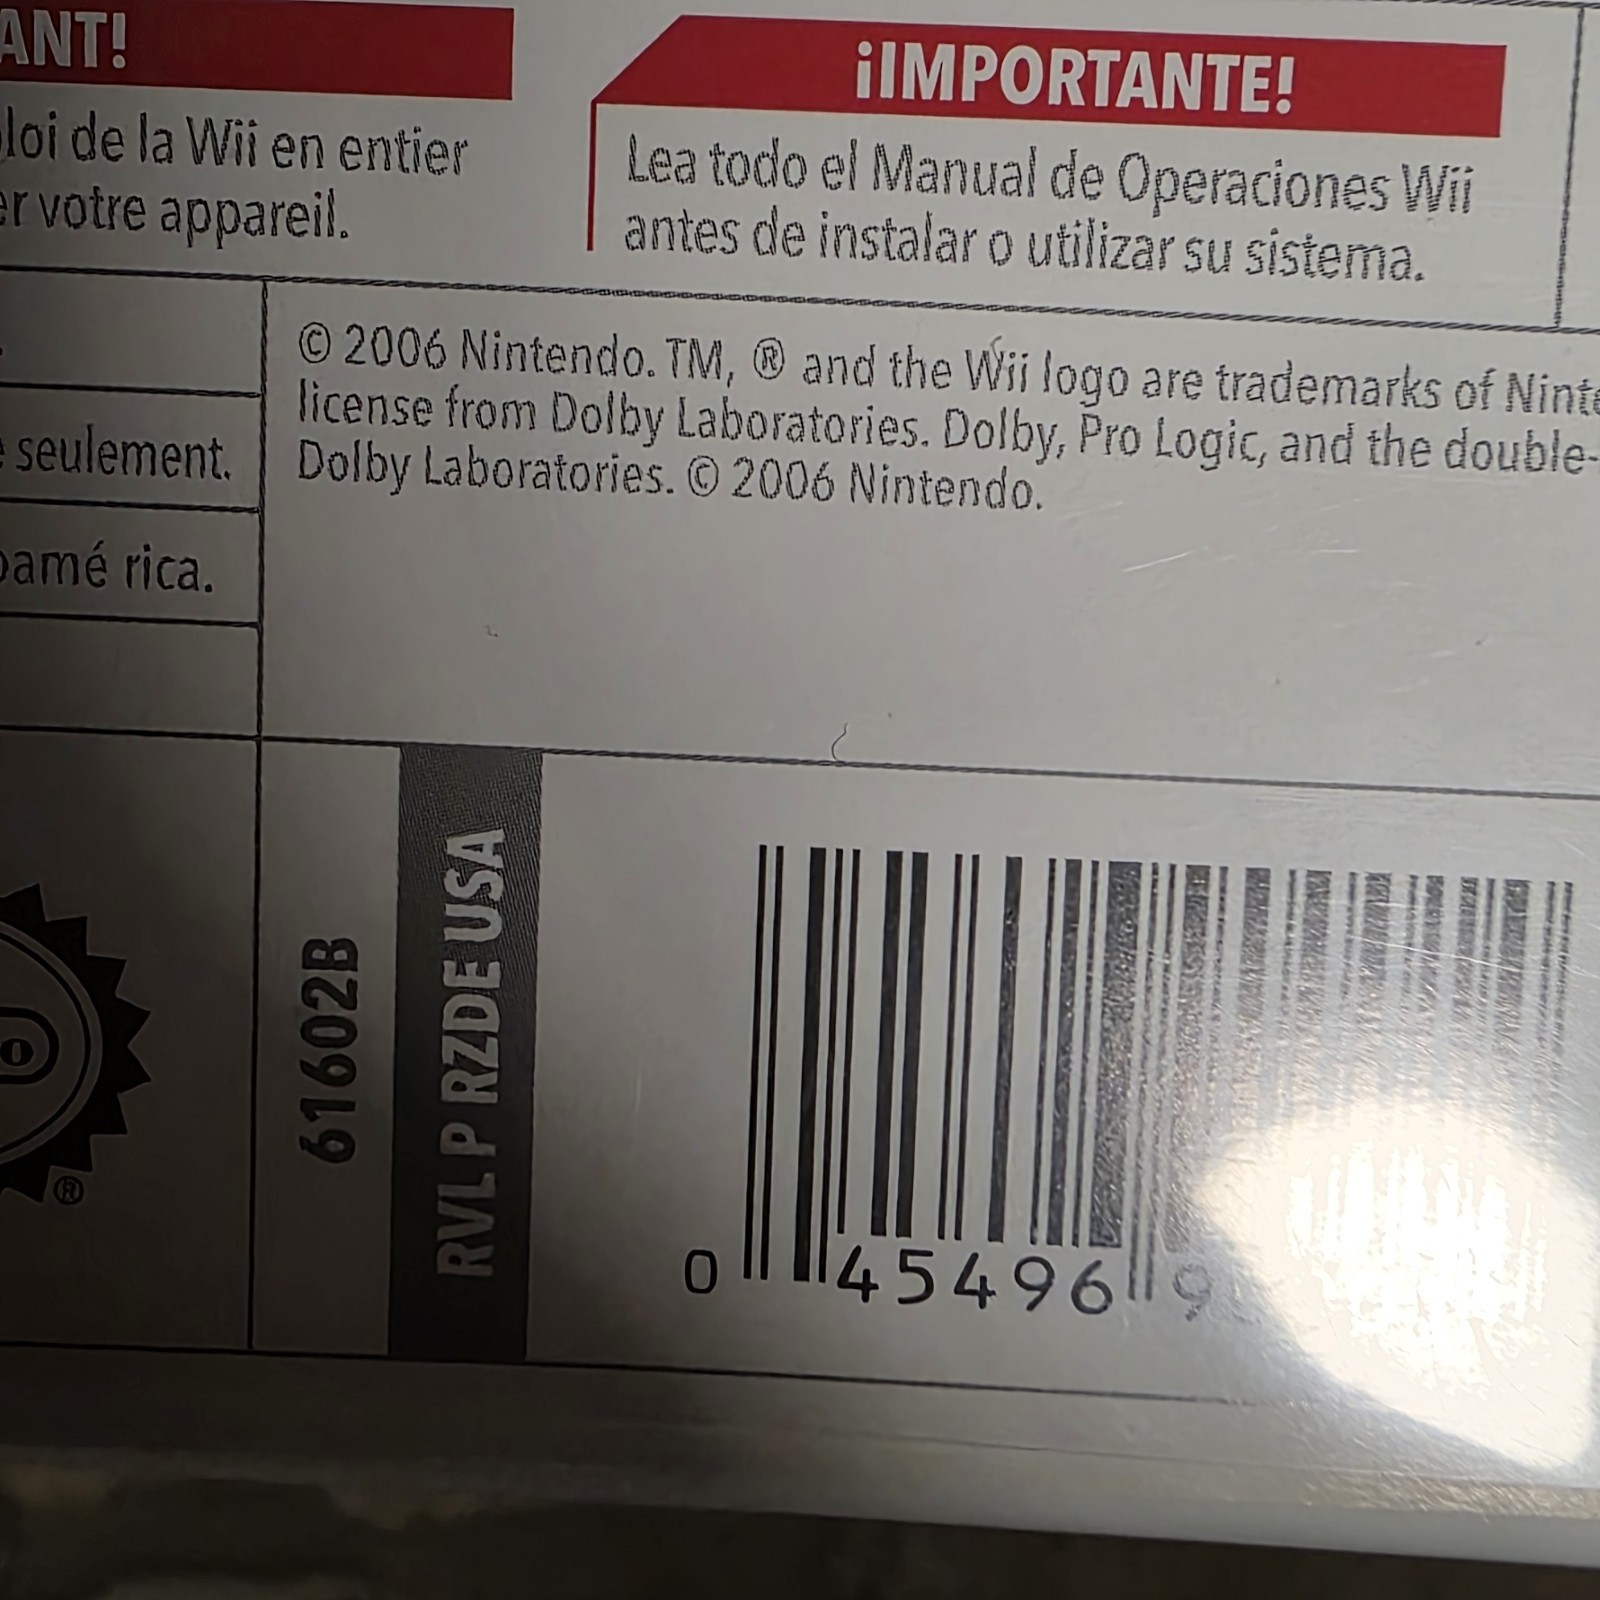 ANT!
loi de la Wii en entier
er votre appareil.
¡IMPORTANTE!
Lea todo el Manual de Operaciones Wii
antes de instalar o utilizar su sistema.
seulement.
oamé rica.
© 2006 Nintendo. TM, ® and the Wii logo are trademarks of Ninte
license from Dolby Laboratories. Dolby, Pro Logic, and the double-
Dolby Laboratories. © 2006 Nintendo.
o
®
61602B
RVL P RZDE USA
0 45496 9